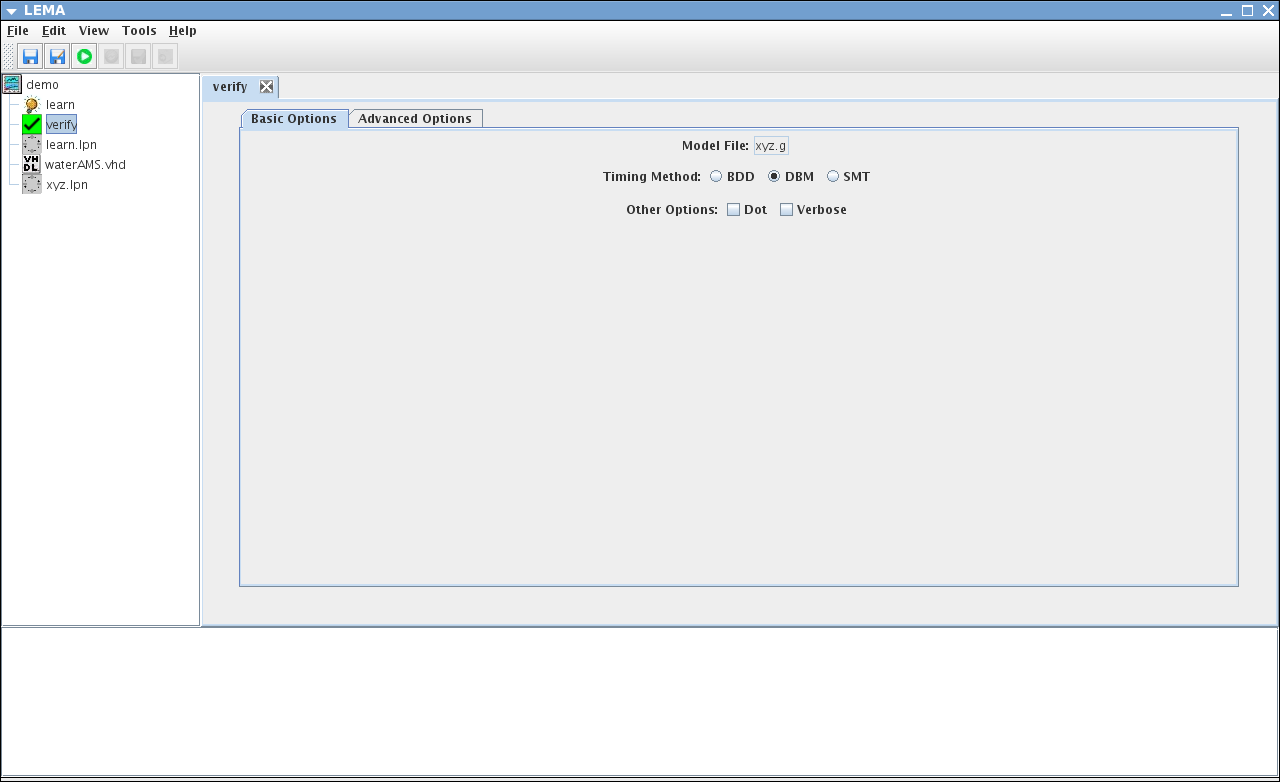 LEMA
File Edit View Tools Help
demo
learn
verify
learn.lpn
VHDL waterAMS.vhd
xyz.lpn
verify
Basic Options Advanced Options
Model File: xyz.g
Timing Method: BDD DBM SMT
Other Options: Dot Verbose